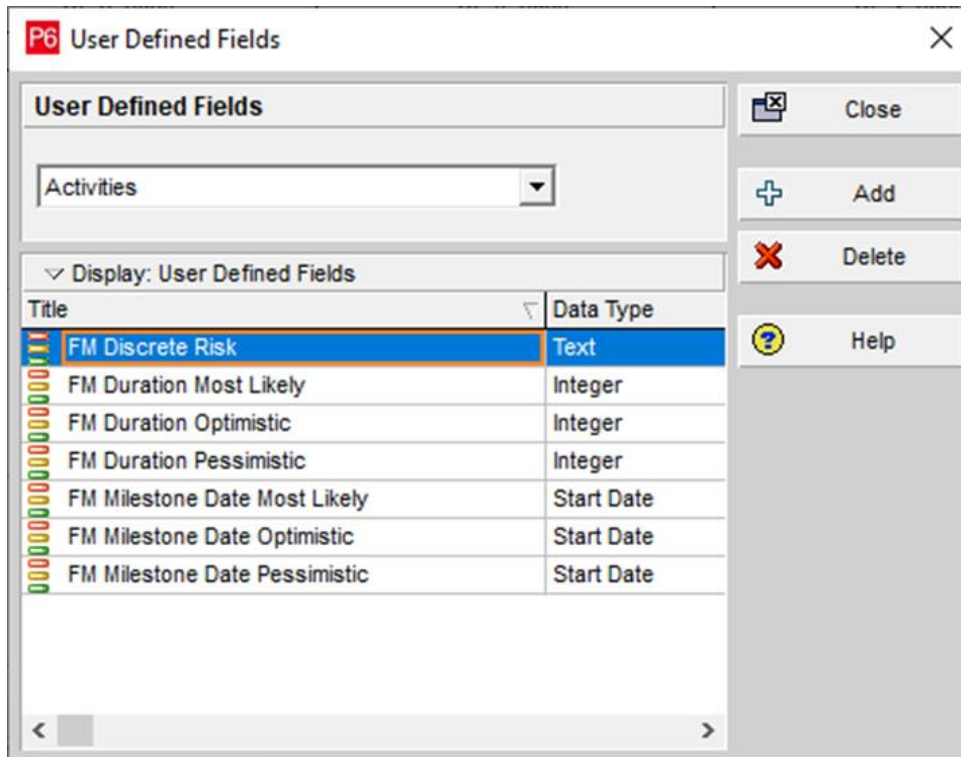 P6 User Defined Fields
User Defined Fields
Close
Activities
Add
Delete
Display: User Defined Fields
Title Data Type
Help
FM Discrete Risk Text
FM Duration Most Likely Integer
FM Duration Optimistic Integer
FM Duration Pessimistic Integer
FM Milestone Date Most Likely Start Date
FM Milestone Date Optimistic Start Date
FM Milestone Date Pessimistic Start Date